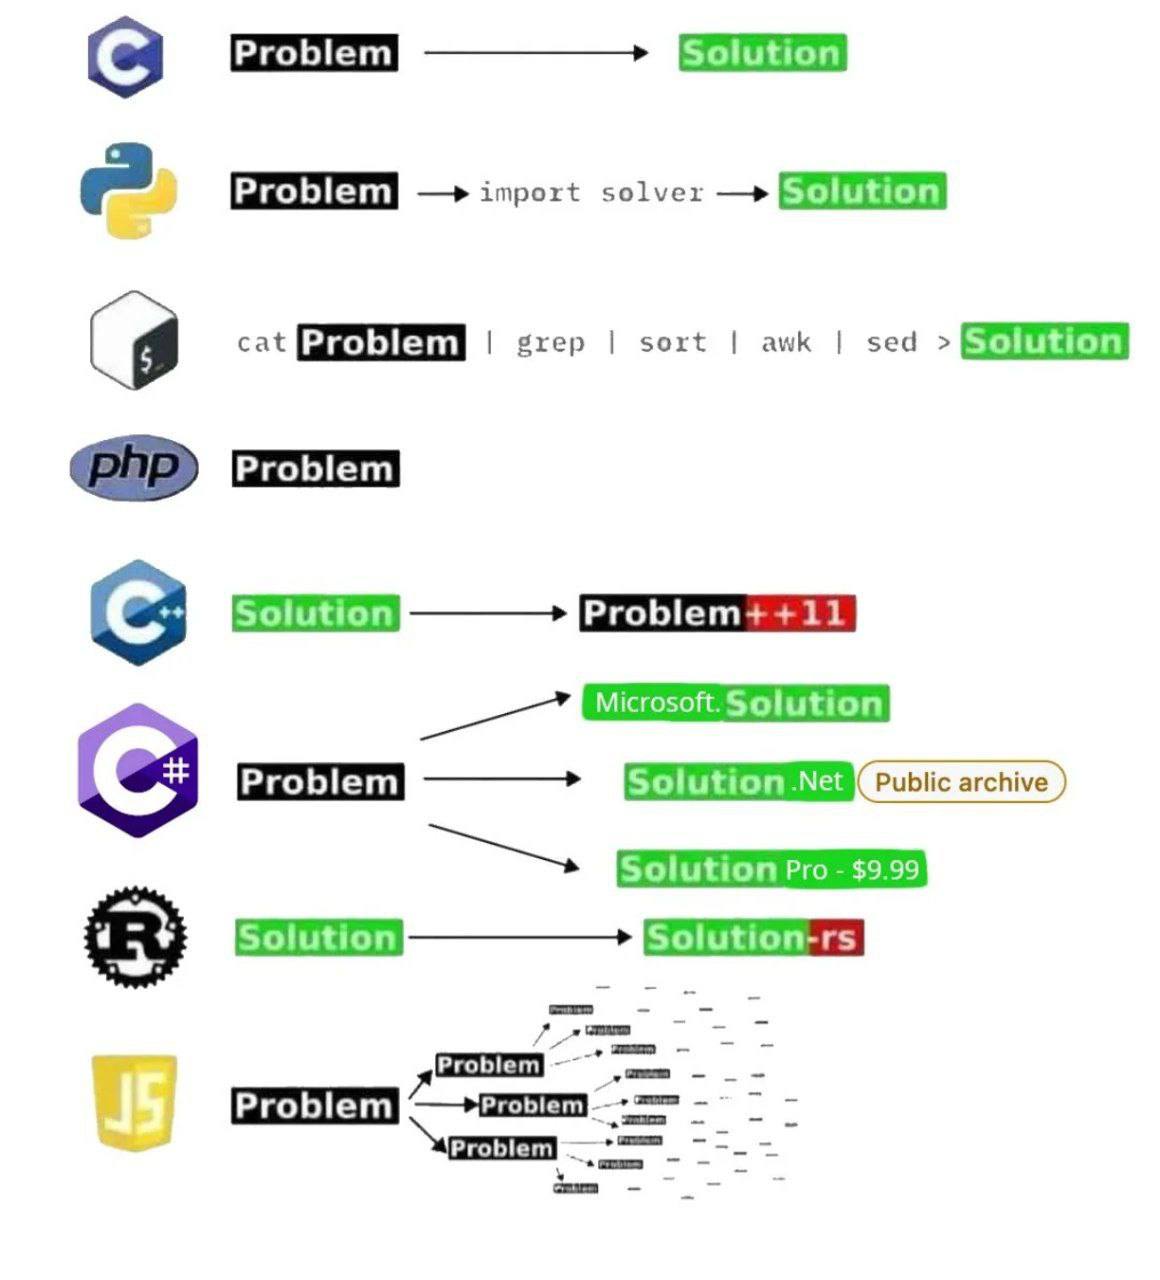 C Problem Solution
Problem import solver Solution
$_ cat Problem | grep | sort | awk | sed > Solution
php Problem
C++ Solution Problem++11
Microsoft.Solution
C# Problem Solution .Net Public archive
Solution Pro - $9.99
R Solution Solution-rs
Problem
Problem
Problem
Problem
Problem
Problem
JS Problem Problem Problem
Problem
Problem Problem
Problem
Problem